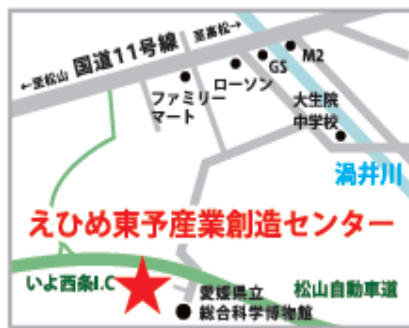 ←至松山 国道11号線 至高松→
M2
GS
ローソン
ファミリー
マート
大生院
中学校
渦井川
えひめ東予産業創造センター
いよ西条I.C
松山自動車道
愛媛県立
総合科学博物館